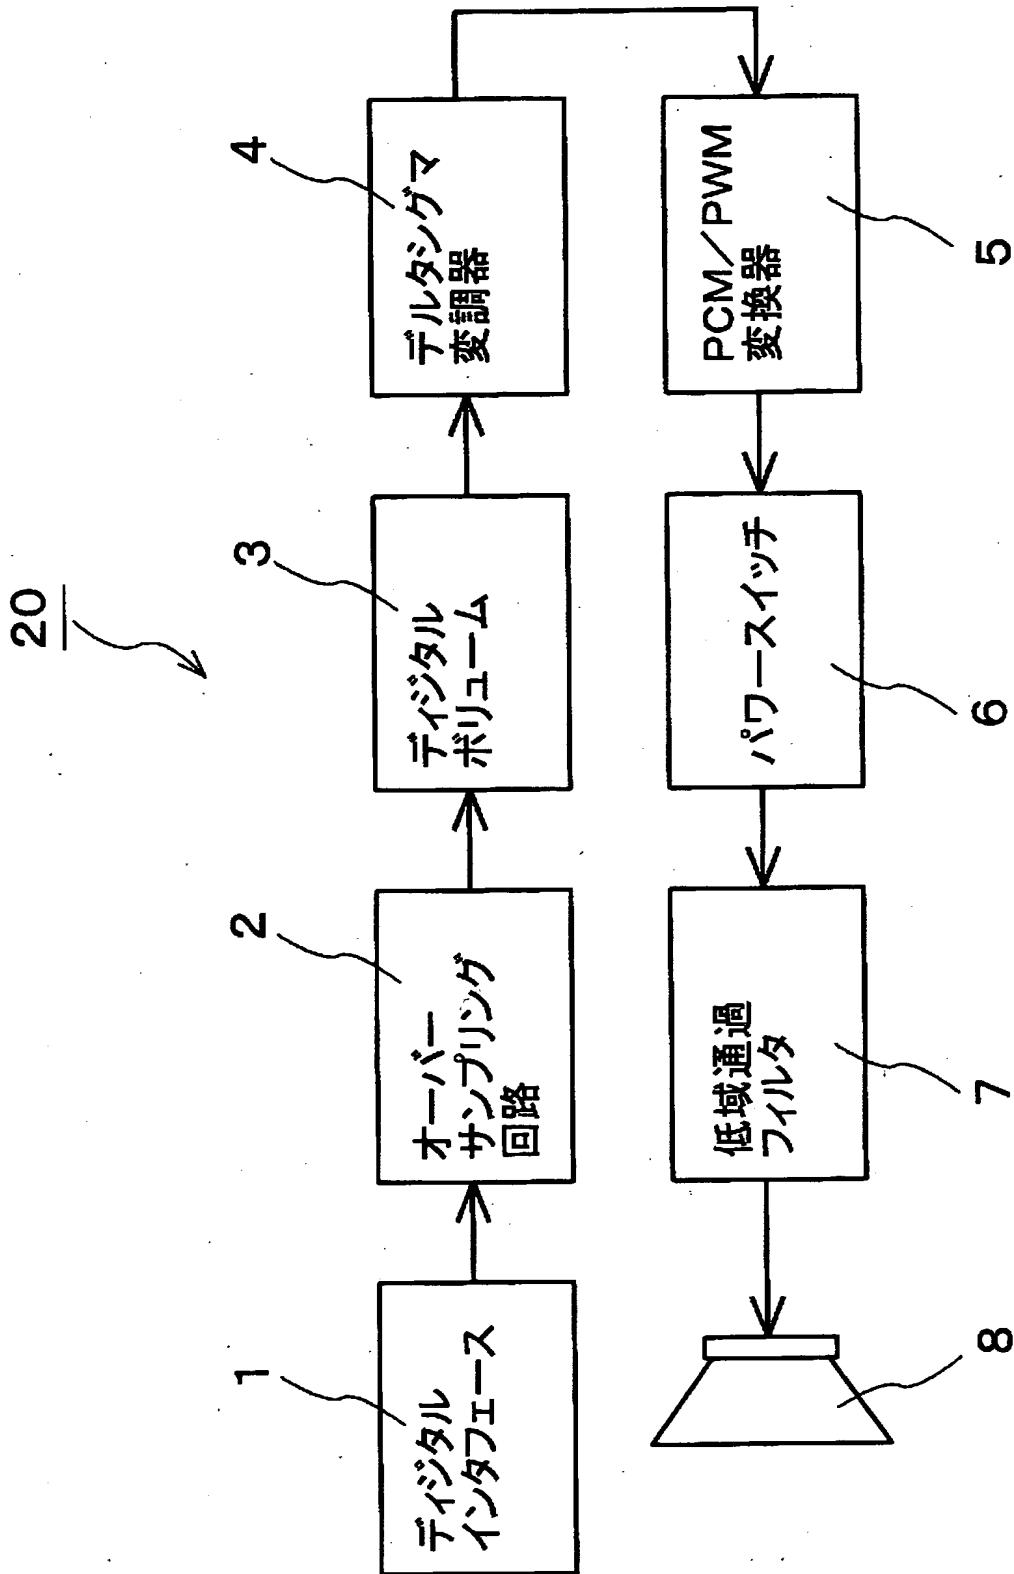 20
1
ディジタル
インタフェース
2
オーバー
サンプリング
回路
3
ディジタル
ボリューム
4
デルタシグマ
変調器
PCM/PWM
変換器
5
パワースイッチ
6
低域通過
フィルタ
7
8